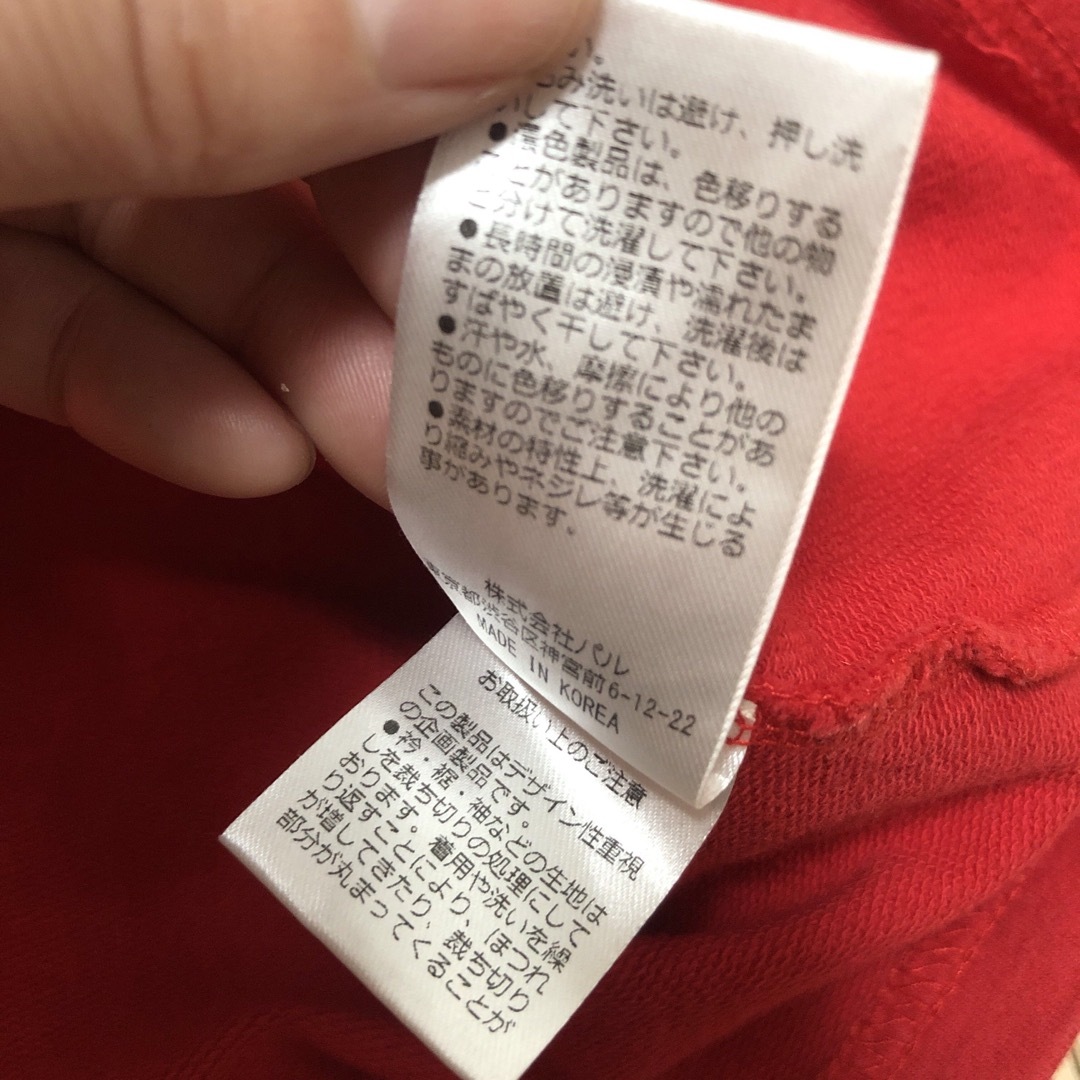 い。
み洗いは避け、押し洗
いして下さい。
●濃色製品は、色移りする
ことがありますので他の物
と分けて洗濯して下さい。
●長時間の浸漬や濡れたま
まの放置は避け、洗濯後は
すばやく干して下さい。
●汗や水、摩擦により他の
ものに色移りすることがあ
りますのでご注意下さい。
●素材の特性上、洗濯によ
り縮みやネジレ等が生じる
事があります。
株式会社パル
東京都渋谷区神宮前6-12-22
MADE IN KOREA
お取扱い上のご注意
この製品はデザイン性重視
の企画製品です。
●衿・裾・袖などの生地は
しを裁ち切りの処理にして
おります。着用や洗いを繰
り返すことにより、ほつれ
が増してきたり、裁ち切り
部分が丸まってくることが